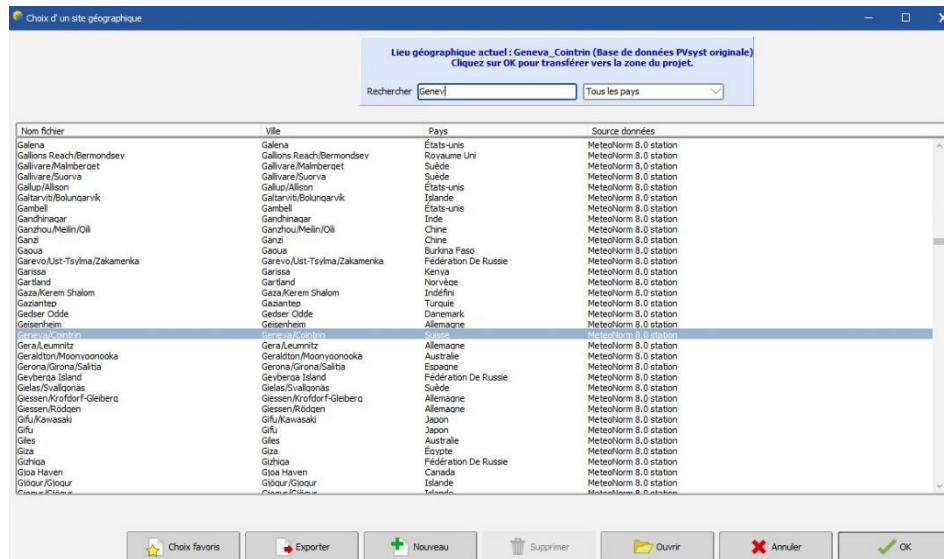 Choix d' un site géographique
Lieu géographique actuel : Geneva_Cointrin (Base de données PVsyst originale)
Cliquez sur OK pour transférer vers la zone du projet.
Rechercher Genev Tous les pays
Nom fichier Ville Pays Source données
Galena Galena États-unis MeteoNorm 8.0 station
Gallions Reach/Bermondsey Gallions Reach/Bermondsey Royaume Uni MeteoNorm 8.0 station
Gallivare/Malmberget Gallivare/Malmberget Suède MeteoNorm 8.0 station
Gallivare/Suorva Gallivare/Suorva Suède MeteoNorm 8.0 station
Gallup/Allison Gallup/Allison États-unis MeteoNorm 8.0 station
Galtarviti/Bolungarvík Galtarviti/Bolungarvík Islande MeteoNorm 8.0 station
Gambell Gambell États-unis MeteoNorm 8.0 station
Gandhinagar Gandhinagar Inde MeteoNorm 8.0 station
Ganzhou/Meilin/Qili Ganzhou/Meilin/Qili Chine MeteoNorm 8.0 station
Ganzi Ganzi Chine MeteoNorm 8.0 station
Gaoua Gaoua Burkina Faso MeteoNorm 8.0 station
Garevo/Ust-Tsylma/Zakamenka Garevo/Ust-Tsylma/Zakamenka Fédération De Russie MeteoNorm 8.0 station
Garissa Garissa Kenya MeteoNorm 8.0 station
Gartland Gartland Norvège MeteoNorm 8.0 station
Gaza/Kerem Shalom Gaza/Kerem Shalom Indéfini MeteoNorm 8.0 station
Gaziantep Gaziantep Turquie MeteoNorm 8.0 station
Gedser Odde Gedser Odde Danemark MeteoNorm 8.0 station
Geisenheim Geisenheim Allemagne MeteoNorm 8.0 station
Geneva/Cointrin Geneva/Cointrin Suisse MeteoNorm 8.0 station
Gera/Leumnitz Gera/Leumnitz Allemagne MeteoNorm 8.0 station
Geraldton/Moonyoonooka Geraldton/Moonyoonooka Australie MeteoNorm 8.0 station
Gerona/Girona/Salitja Gerona/Girona/Salitja Espagne MeteoNorm 8.0 station
Geyberga Island Geyberga Island Fédération De Russie MeteoNorm 8.0 station
Gielas/Svallgonås Gielas/Svallgonås Suède MeteoNorm 8.0 station
Giessen/Krofdorf-Gleiberg Giessen/Krofdorf-Gleiberg Allemagne MeteoNorm 8.0 station
Giessen/Rödgen Giessen/Rödgen Allemagne MeteoNorm 8.0 station
Gifu/Kawasaki Gifu/Kawasaki Japon MeteoNorm 8.0 station
Gifu Gifu Japon MeteoNorm 8.0 station
Giles Giles Australie MeteoNorm 8.0 station
Giza Giza Égypte MeteoNorm 8.0 station
Gizhiga Gizhiga Fédération De Russie MeteoNorm 8.0 station
Gjoa Haven Gjoa Haven Canada MeteoNorm 8.0 station
Gjögur/Gjogur Gjögur/Gjogur Islande MeteoNorm 8.0 station
Choix favoris Exporter Nouveau Supprimer Ouvrir Annuler OK